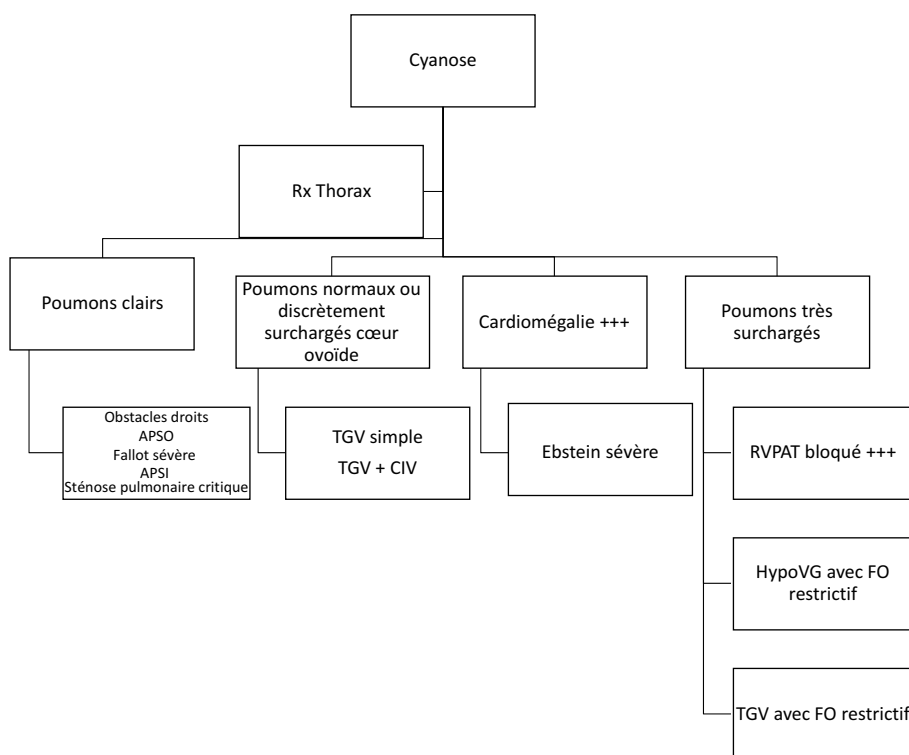 Cyanose
Rx Thorax
Poumons clairs
Poumons normaux ou
discrètement
surchargés cœur
ovoïde
Cardiomégalie +++
Poumons très
surchargés
Obstacles droits
APSO
Fallot sévère
APSI
Sténose pulmonaire critique
TGV simple
TGV + CIV
Ebstein sévère
RVPAT bloqué +++
HypoVG avec FO
restrictif
TGV avec FO restrictif